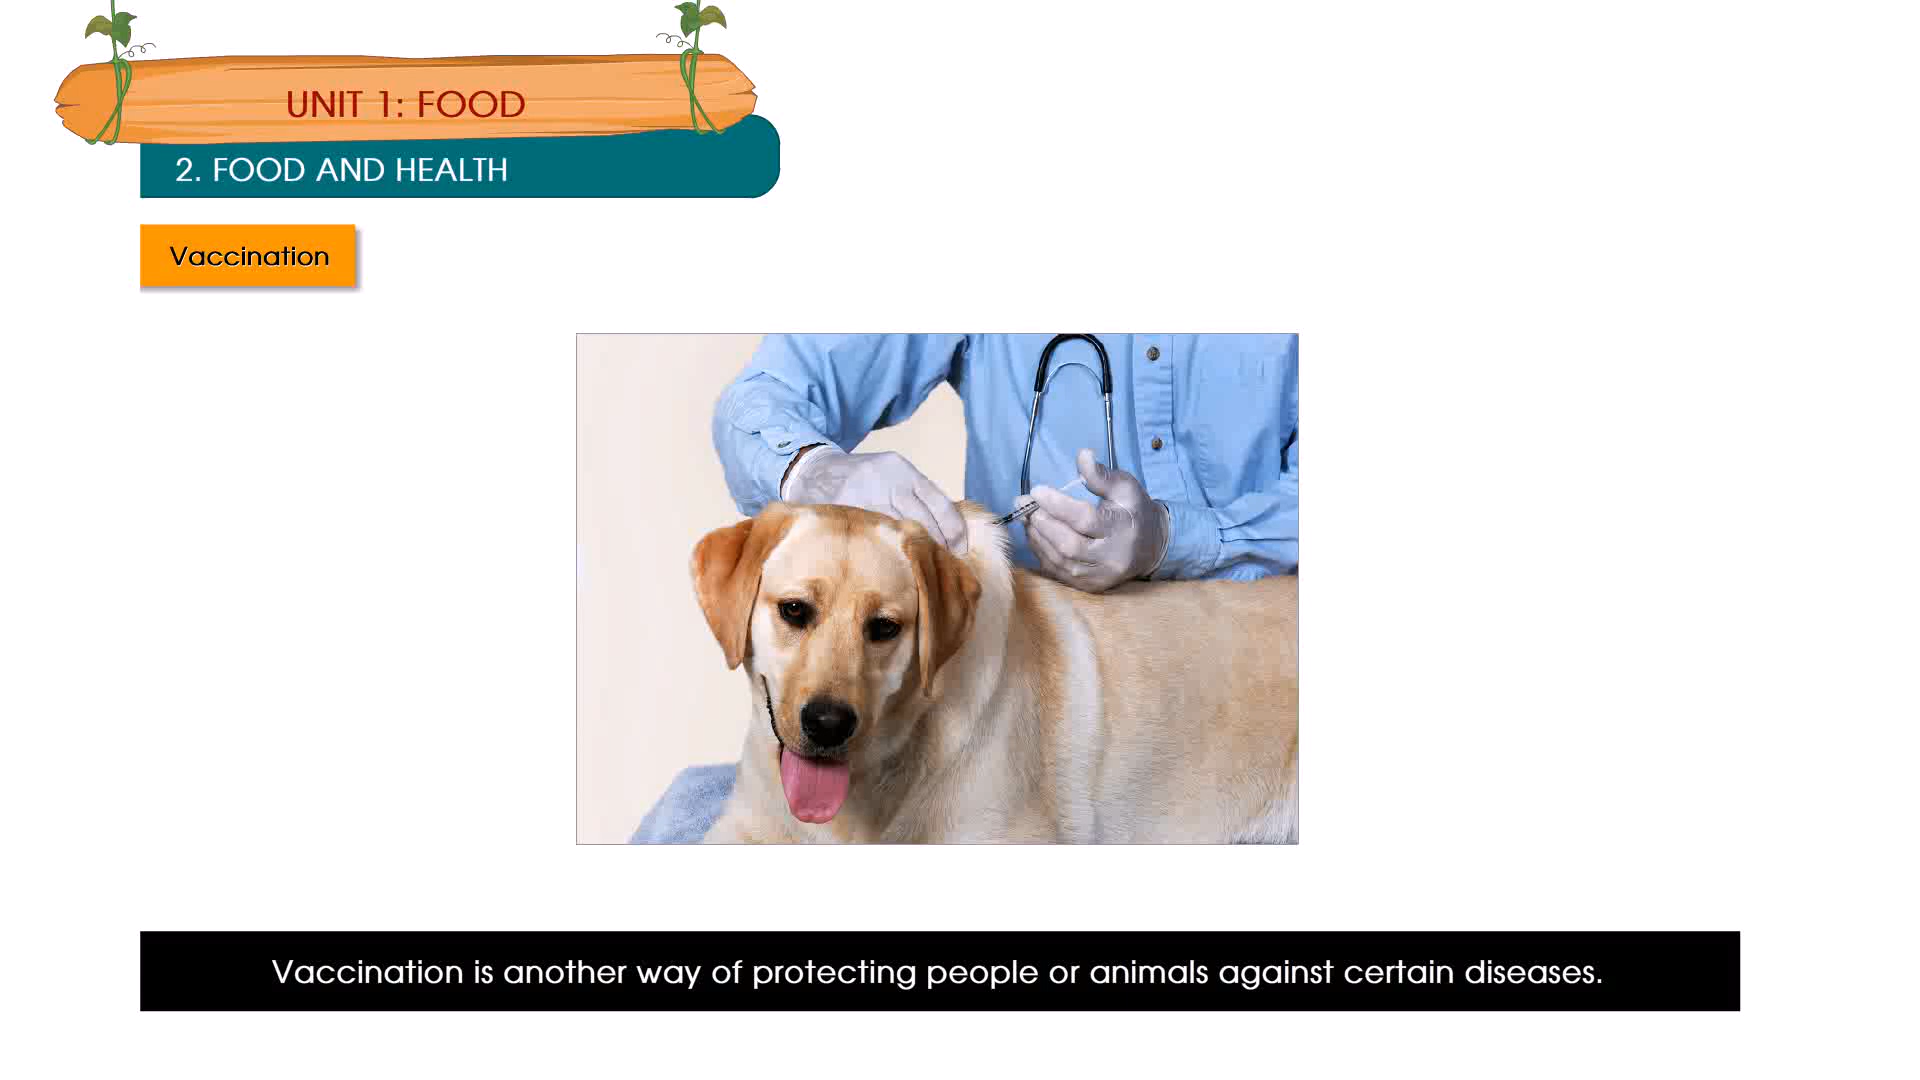 UNIT 1: FOOD
2. FOOD AND HEALTH
Vaccination
Vaccination is another way of protecting people or animals against certain diseases.